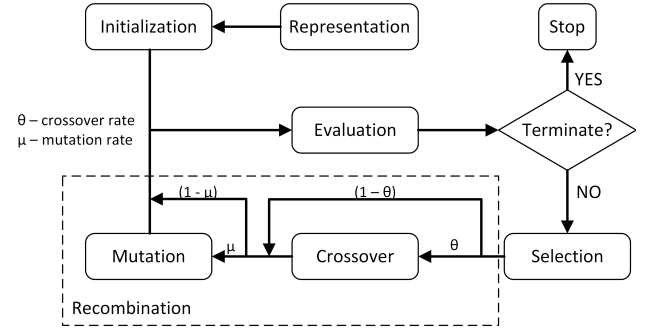 Initialization
Representation
Stop
YES
θ – crossover rate
μ – mutation rate
Evaluation
Terminate?
NO
(1 - μ)
(1 – θ)
Mutation
μ
Crossover
θ
Selection
Recombination